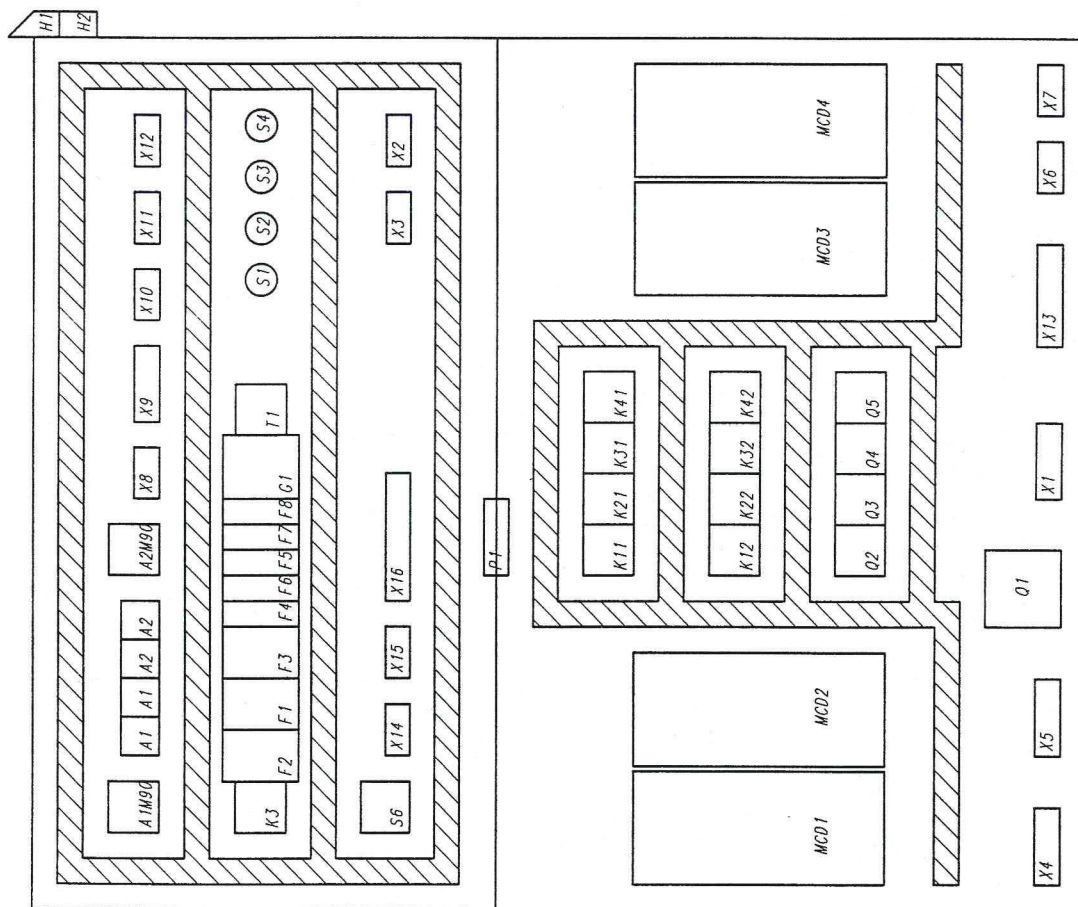 H1 H2
A1M90 A1 A1 A2 A2 A2M90 X8 X9 X10 X11 X12
K3 F2 F1 F3 F4 F6 F5 F7 F8 G1 T1 S1 S2 S3 S4
S6 X14 X15 X16 X3 X2
P1
K11 K21 K31 K41
K12 K22 K32 K42
MCD1 MCD2 MCD3 MCD4
Q2 Q3 Q4 Q5
Q1
X4 X5 X1 X13 X6 X7